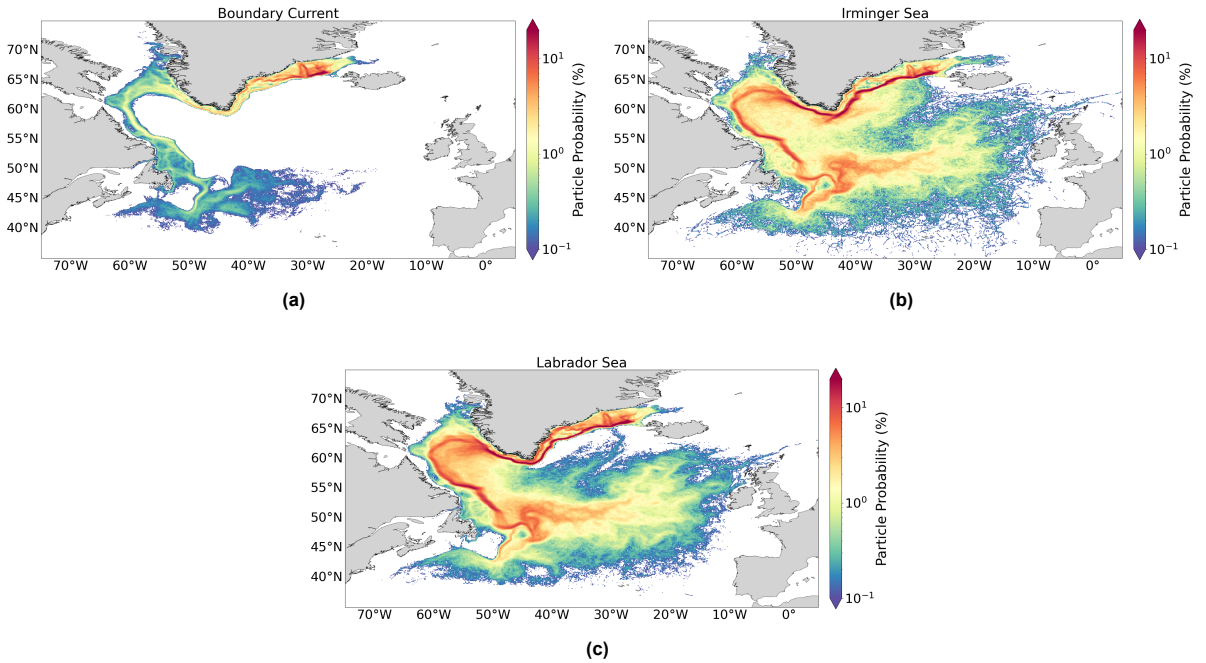 Boundary Current
70°N
65°N
60°N
55°N
50°N
45°N
40°N
70°W 60°W 50°W 40°W 30°W 20°W 10°W 0°
10¹
10⁰
10⁻¹
Particle Probability (%)
(a)
Irminger Sea
70°N
65°N
60°N
55°N
50°N
45°N
40°N
70°W 60°W 50°W 40°W 30°W 20°W 10°W 0°
10¹
10⁰
10⁻¹
Particle Probability (%)
(b)
Labrador Sea
70°N
65°N
60°N
55°N
50°N
45°N
40°N
70°W 60°W 50°W 40°W 30°W 20°W 10°W 0°
10¹
10⁰
10⁻¹
Particle Probability (%)
(c)